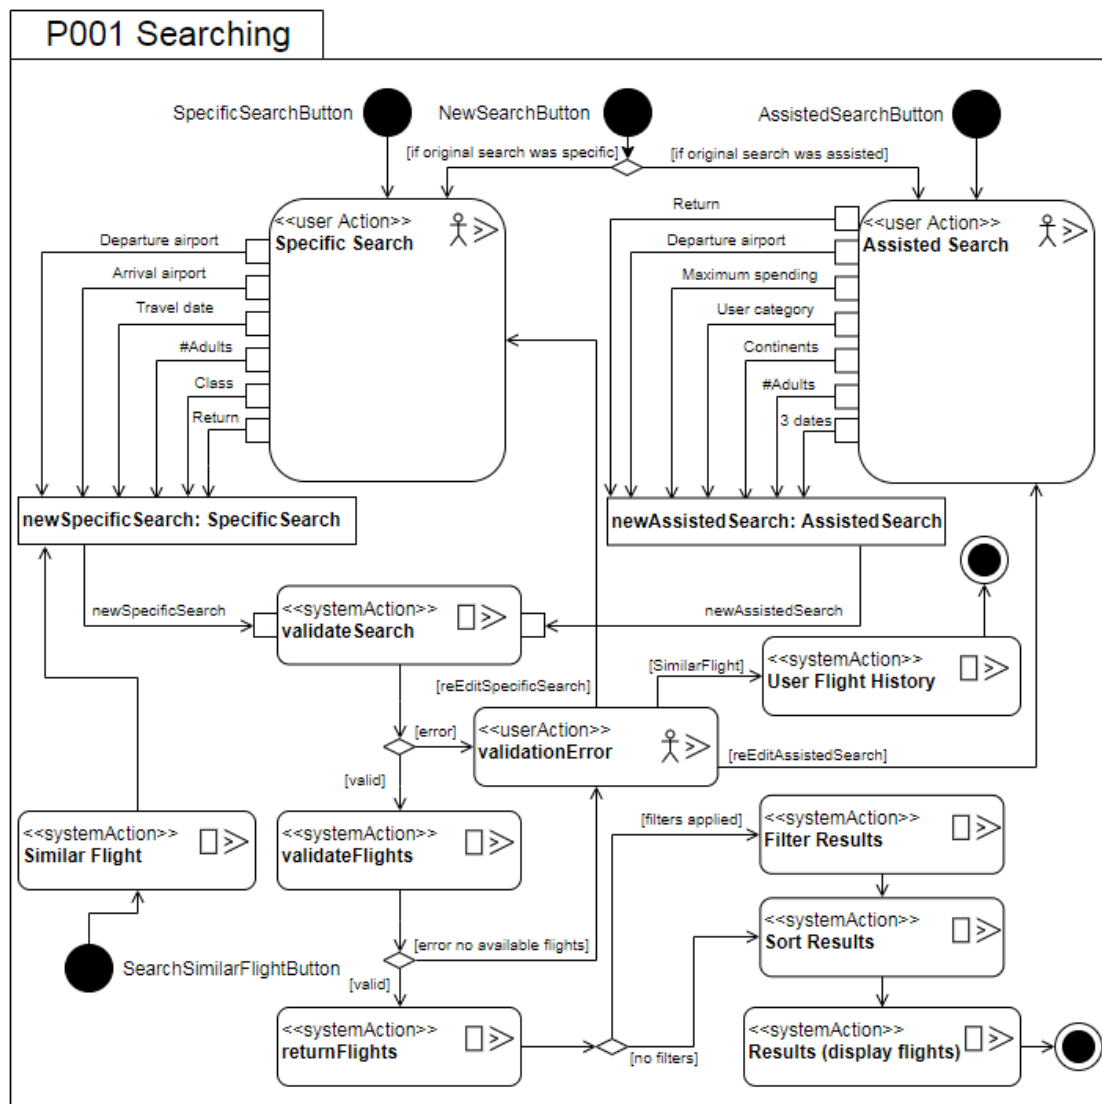 P001 Searching
SpecificSearchButton
NewSearchButton
AssistedSearchButton
[if original search was specific]
[if original search was assisted]
<<user Action>>
Specific Search
Departure airport
Arrival airport
Travel date
#Adults
Class
Return
<<user Action>>
Assisted Search
Return
Departure airport
Maximum spending
User category
Continents
#Adults
3 dates
newSpecificSearch: SpecificSearch
newAssistedSearch: AssistedSearch
newSpecificSearch
<<systemAction>>
validateSearch
newAssistedSearch
[reEditSpecificSearch]
[SimilarFlight]
<<systemAction>>
User Flight History
[error]
<<userAction>>
validationError
[reEditAssistedSearch]
[valid]
<<systemAction>>
Similar Flight
<<systemAction>>
validateFlights
[filters applied]
<<systemAction>>
Filter Results
[error no available flights]
SearchSimilarFlightButton
[valid]
<<systemAction>>
Sort Results
<<systemAction>>
returnFlights
[no filters]
<<systemAction>>
Results (display flights)